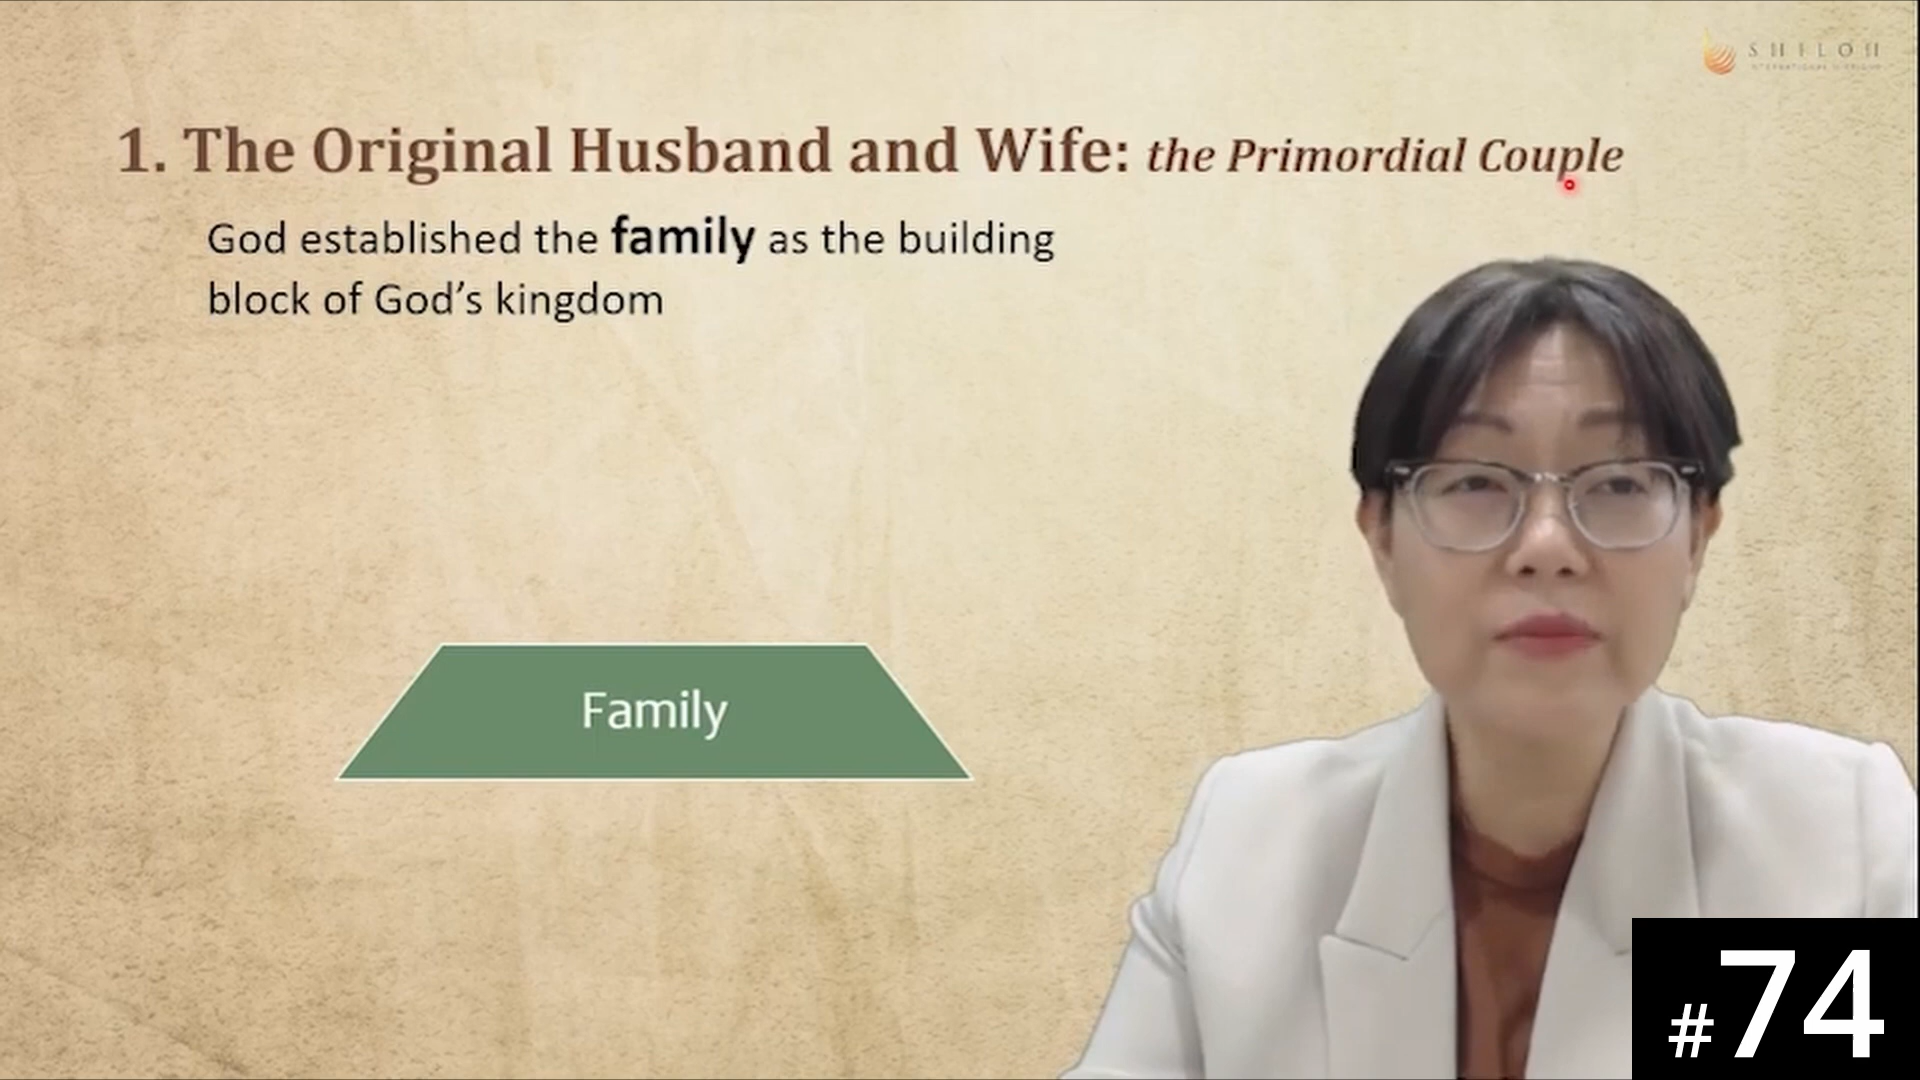 SHILOH
1. The Original Husband and Wife: the Primordial Couple
God established the family as the building
block of God’s kingdom
Family
#74